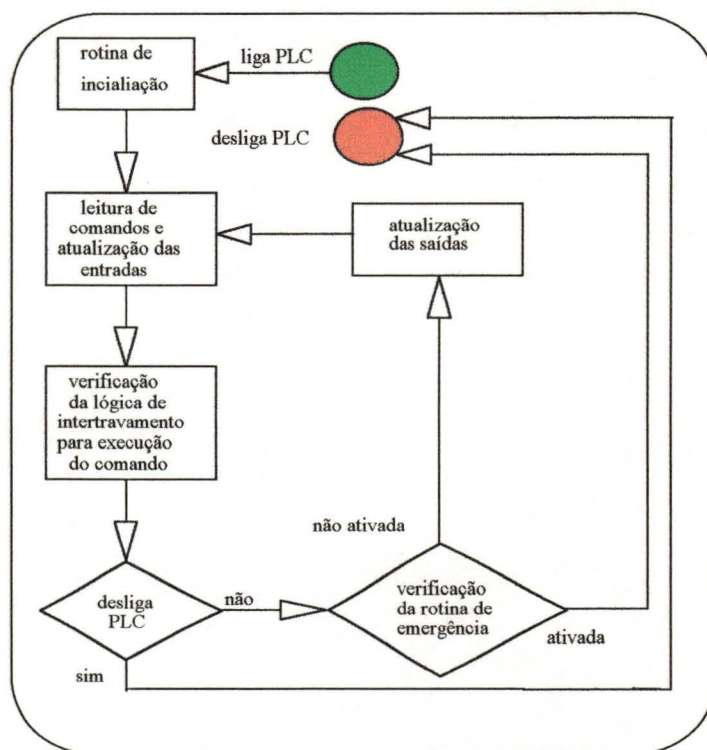 rotina de
incialiação
liga PLC
desliga PLC
leitura de
comandos e
atualização das
entradas
atualização
das saídas
verificação
da lógica de
intertravamento
para execução
do comando
não ativada
desliga
PLC
não
verificação
da rotina de
emergência
ativada
sim